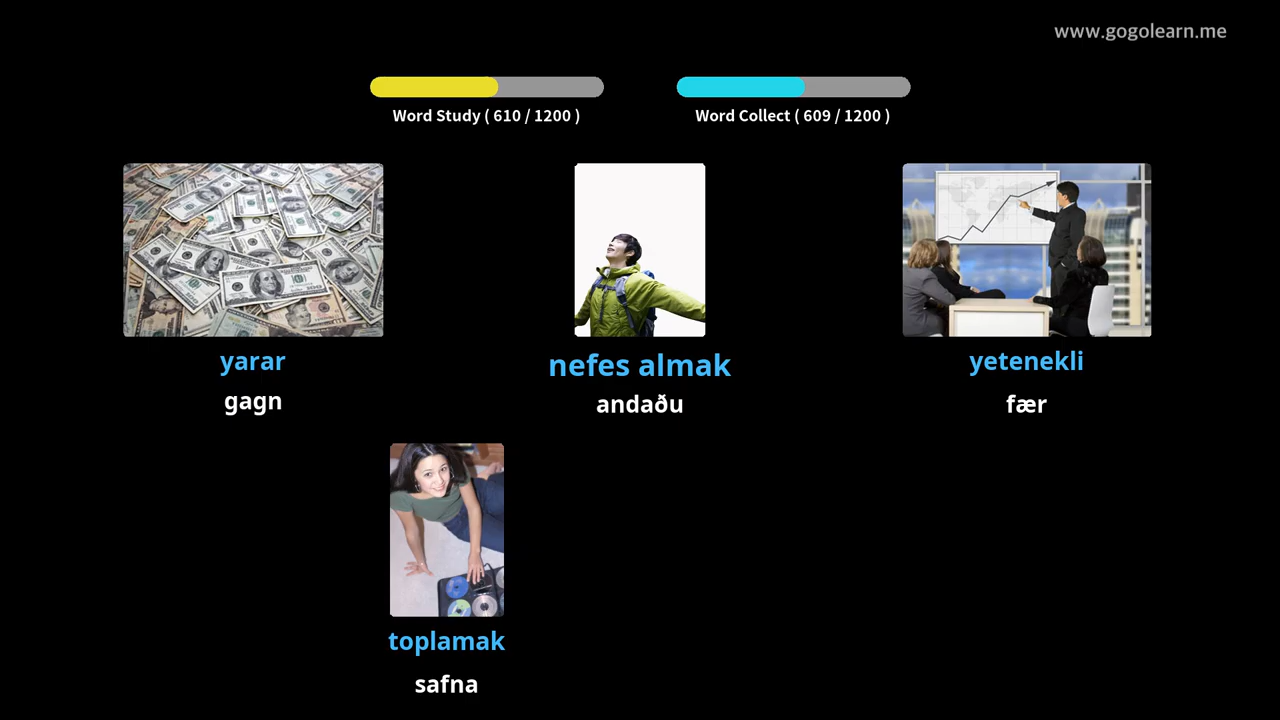 www.gogolearn.me
Word Study ( 610 / 1200 )
Word Collect ( 609 / 1200 )
yarar
gagn
nefes almak
andaðu
yetenekli
fær
toplamak
safna